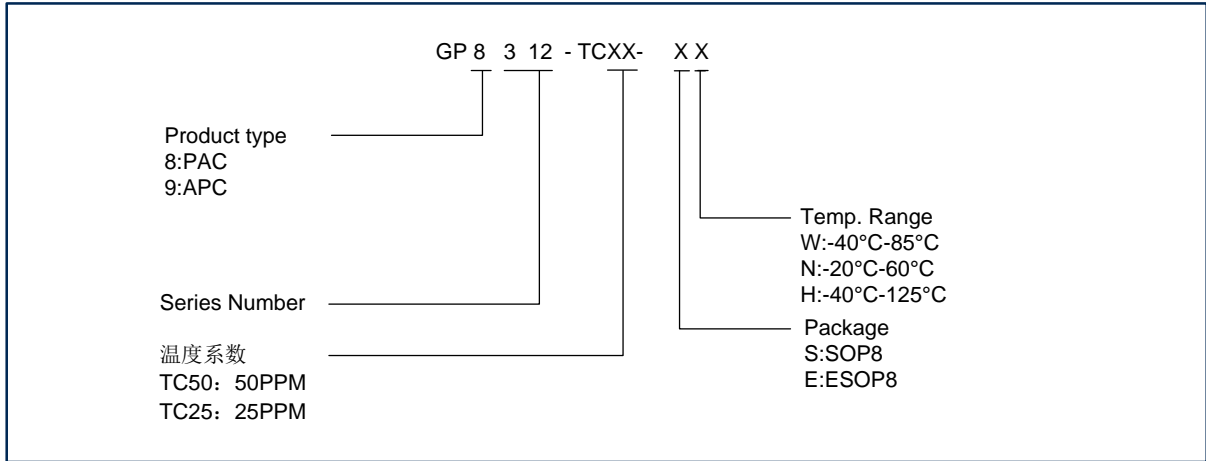 GP 8 3 12 - TCXX- X X
Product type
8:PAC
9:APC
Temp. Range
W:-40°C-85°C
N:-20°C-60°C
H:-40°C-125°C
Series Number
Package
S:SOP8
E:ESOP8
温度系数
TC50：50PPM
TC25：25PPM